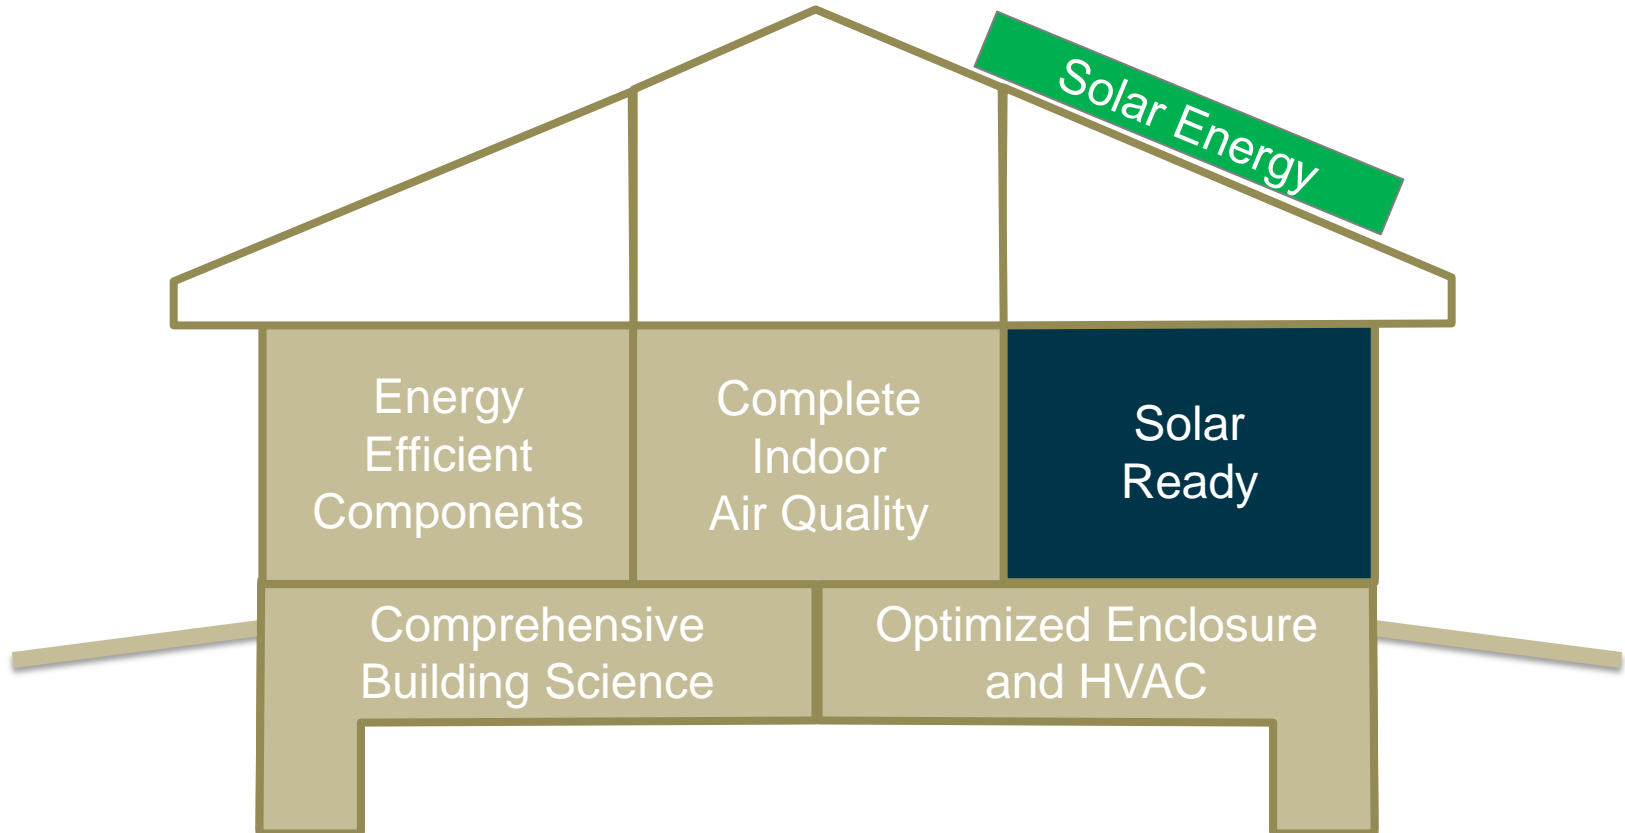 Solar Energy
Energy
Efficient
Components
Complete
Indoor
Air Quality
Solar
Ready
Comprehensive
Building Science
Optimized Enclosure
and HVAC